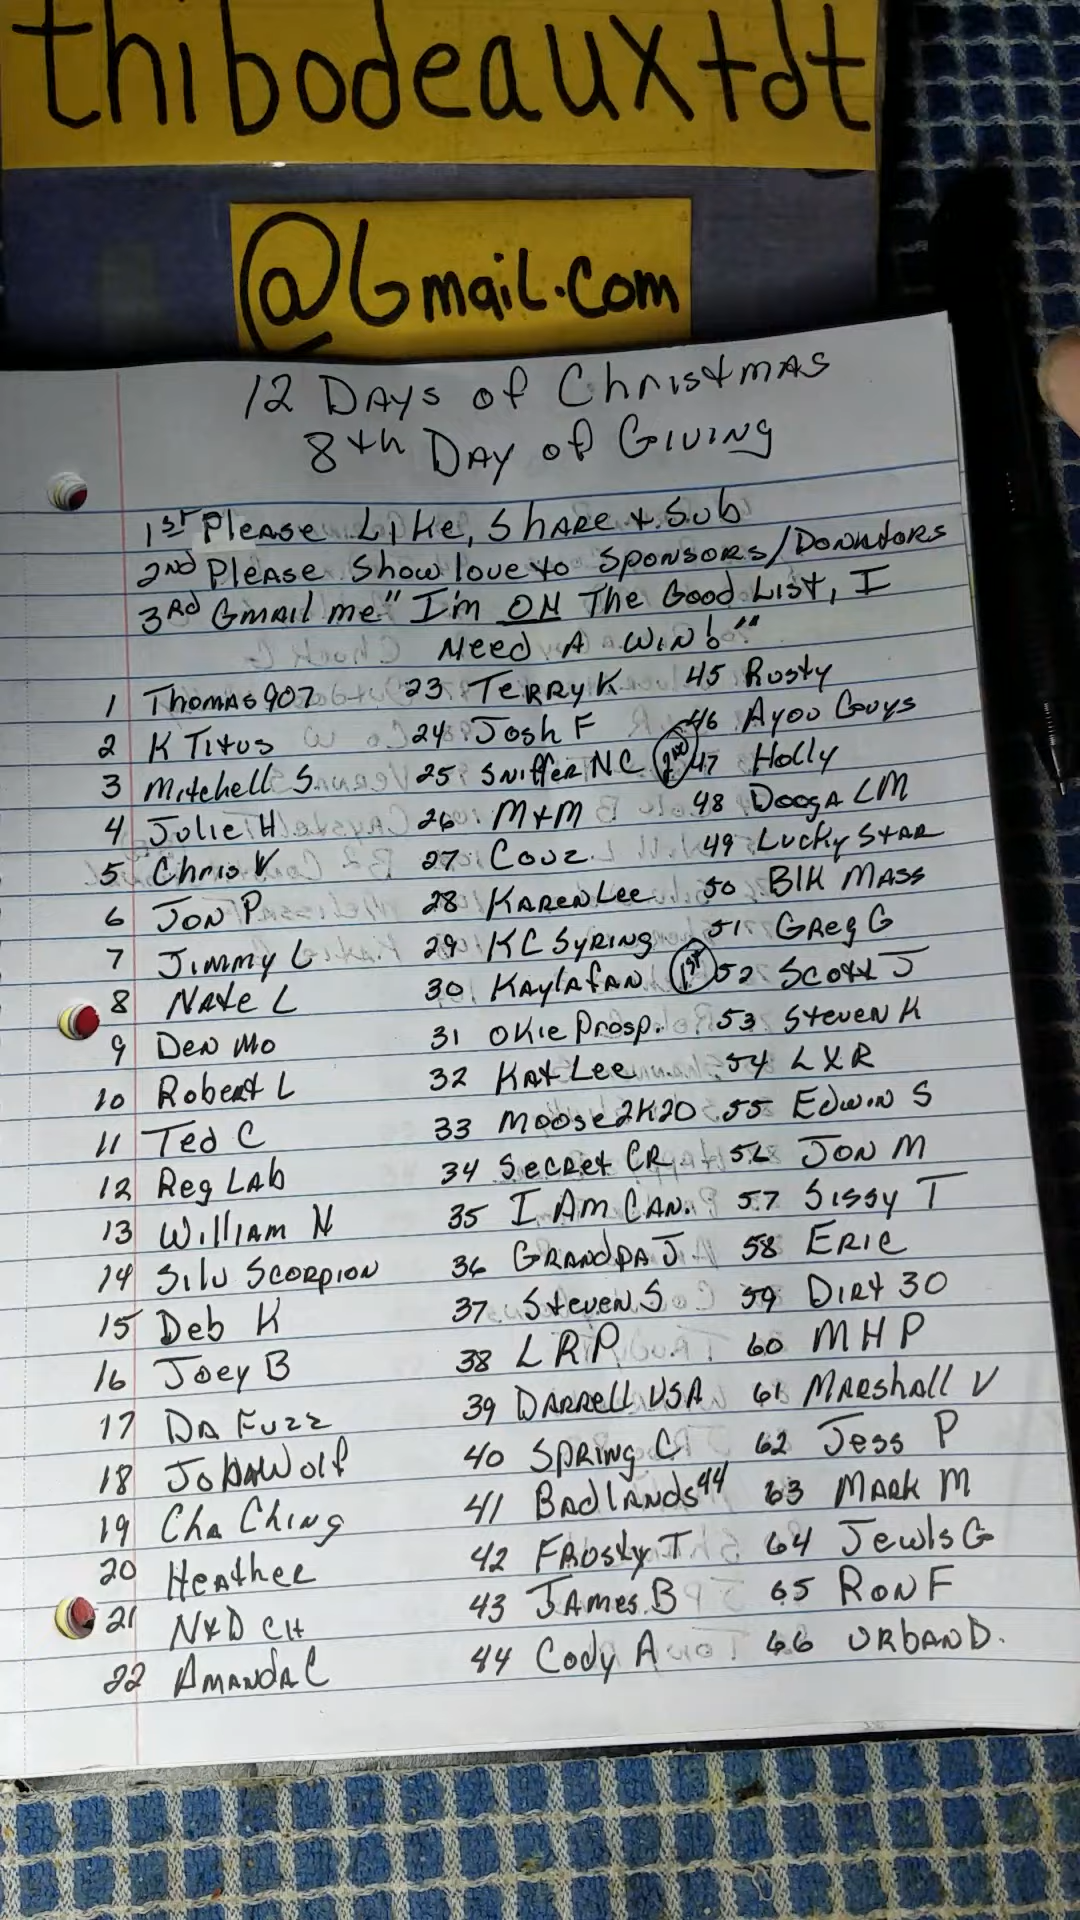 thibodeauxtdt
@Gmail.com
12 Days of Christmas
8th Day of Giving
1st Please Like, Share & Sub
2nd Please Show love to Sponsors/Donators
3rd Gmail me "I'm ON The Good List, I
Need A Win!"
1 Thomas907
2 K Titus
3 Mitchell S
4 Julie H
5 Chris V
6 Jon P
7 Jimmy L
8 Nate L
9 Den Mo
10 Robert L
11 Ted C
12 Reg Lab
13 William N
14 Silv Scorpion
15 Deb K
16 Joey B
17 Da Fuzz
18 JoDaWolf
19 Cha Ching
20 Heather
21 N&D CH
22 Amanda C
23 Terry K
24 Josh F
25 Sniffer NC
26 M&M
27 Couz
28 Karen Lee
29 KC Syring
30 Kaylafan
31 Okie Prosp.
32 Kat Lee
33 Moose2K20
34 Secret CR
35 I Am Can.
36 Grandpa J
37 Steven S
38 LRP
39 Darrell USA
40 Spring C
41 Badlands44
42 Frosty T
43 James B
44 Cody A
45 Rusty
46 Ayou Guys
2nd 47 Holly
48 Dooga LM
49 Lucky Star
50 Blk Mass
51 Greg G
1st 52 Scott J
53 Steven K
54 LXR
55 Edwin S
56 Jon M
57 Sissy T
58 Eric
59 Dirt 30
60 MHP
61 Marshall V
62 Jess P
63 Mark M
64 Jewls G
65 Ron F
66 Urban D.